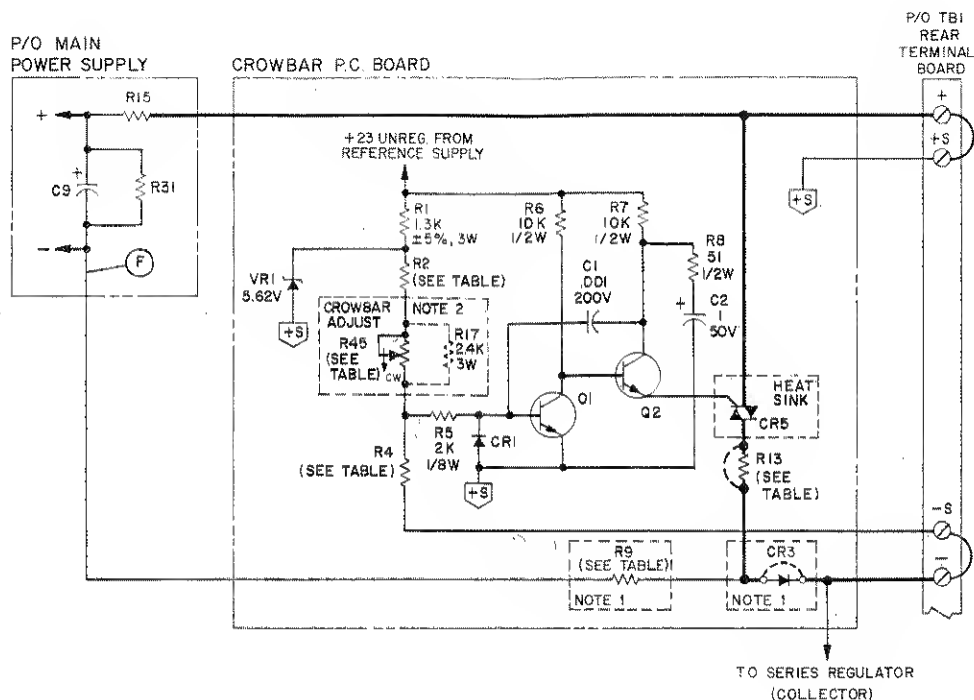 P/O TB1
REAR
TERMINAL
BOARD
P/O MAIN
POWER SUPPLY
CROWBAR P.C. BOARD
R15
+
+
+S
+23 UNREG. FROM
REFERENCE SUPPLY
+
C9
R31
+S
R1
1.3K
±5%, 3W
R6
10K
1/2W
R7
10K
1/2W
R8
51
1/2W
−
F
VR1
5.62V
R2
(SEE TABLE)
C1
.001
200V
+
C2
1
50V
+S
CROWBAR
ADJUST
NOTE 2
R45
(SEE
TABLE)
CW
R17
2.4K
3W
HEAT
SINK
Q1
Q2
CR5
R5
2K
1/8W
CR1
R4
(SEE TABLE)
+S
R13
(SEE
TABLE)
−S
R9
(SEE TABLE)
NOTE 1
CR3
NOTE 1
−
TO SERIES REGULATOR
(COLLECTOR)